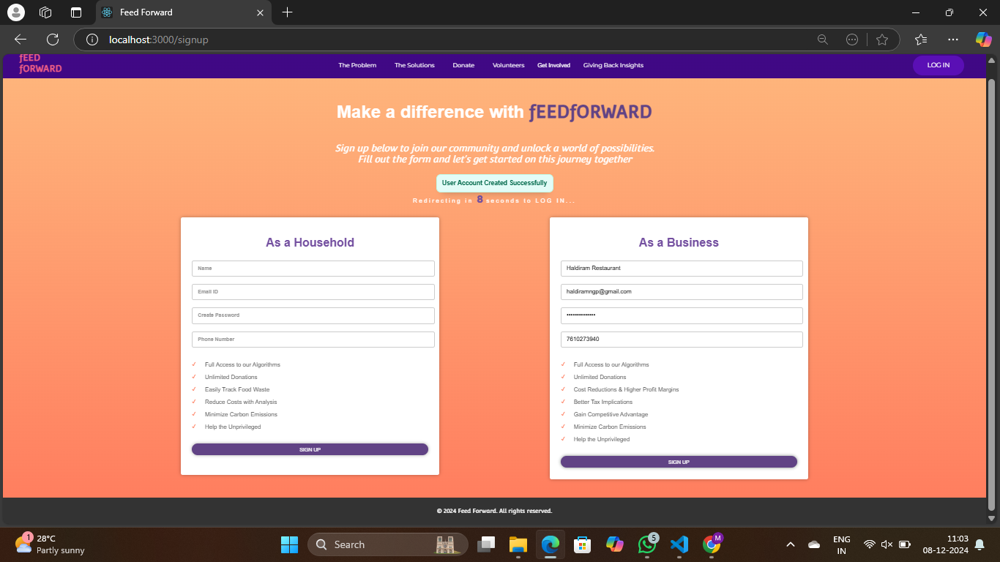 Feed Forward
localhost:3000/signup
ƒEED
ƒORWARD
The Problem The Solutions Donate Volunteers Get Involved Giving Back Insights LOG IN
Make a difference with ƒEEDƒORWARD
Sign up below to join our community and unlock a world of possibilities.
Fill out the form and let's get started on this journey together
User Account Created Successfully
Redirecting in 8 seconds to LOG IN...
As a Household
Name
Email ID
Create Password
Phone Number
✓ Full Access to our Algorithms
✓ Unlimited Donations
✓ Easily Track Food Waste
✓ Reduce Costs with Analysis
✓ Minimize Carbon Emissions
✓ Help the Unprivileged
SIGN UP
As a Business
Haldiram Restaurant
haldiramngp@gmail.com
••••••••••••••
7610273940
✓ Full Access to our Algorithms
✓ Unlimited Donations
✓ Cost Reductions & Higher Profit Margins
✓ Better Tax Implications
✓ Gain Competitive Advantage
✓ Minimize Carbon Emissions
✓ Help the Unprivileged
SIGN UP
© 2024 Feed Forward. All rights reserved.
1
28°C
Partly sunny
Search
5
M
ENG
IN
11:03
08-12-2024